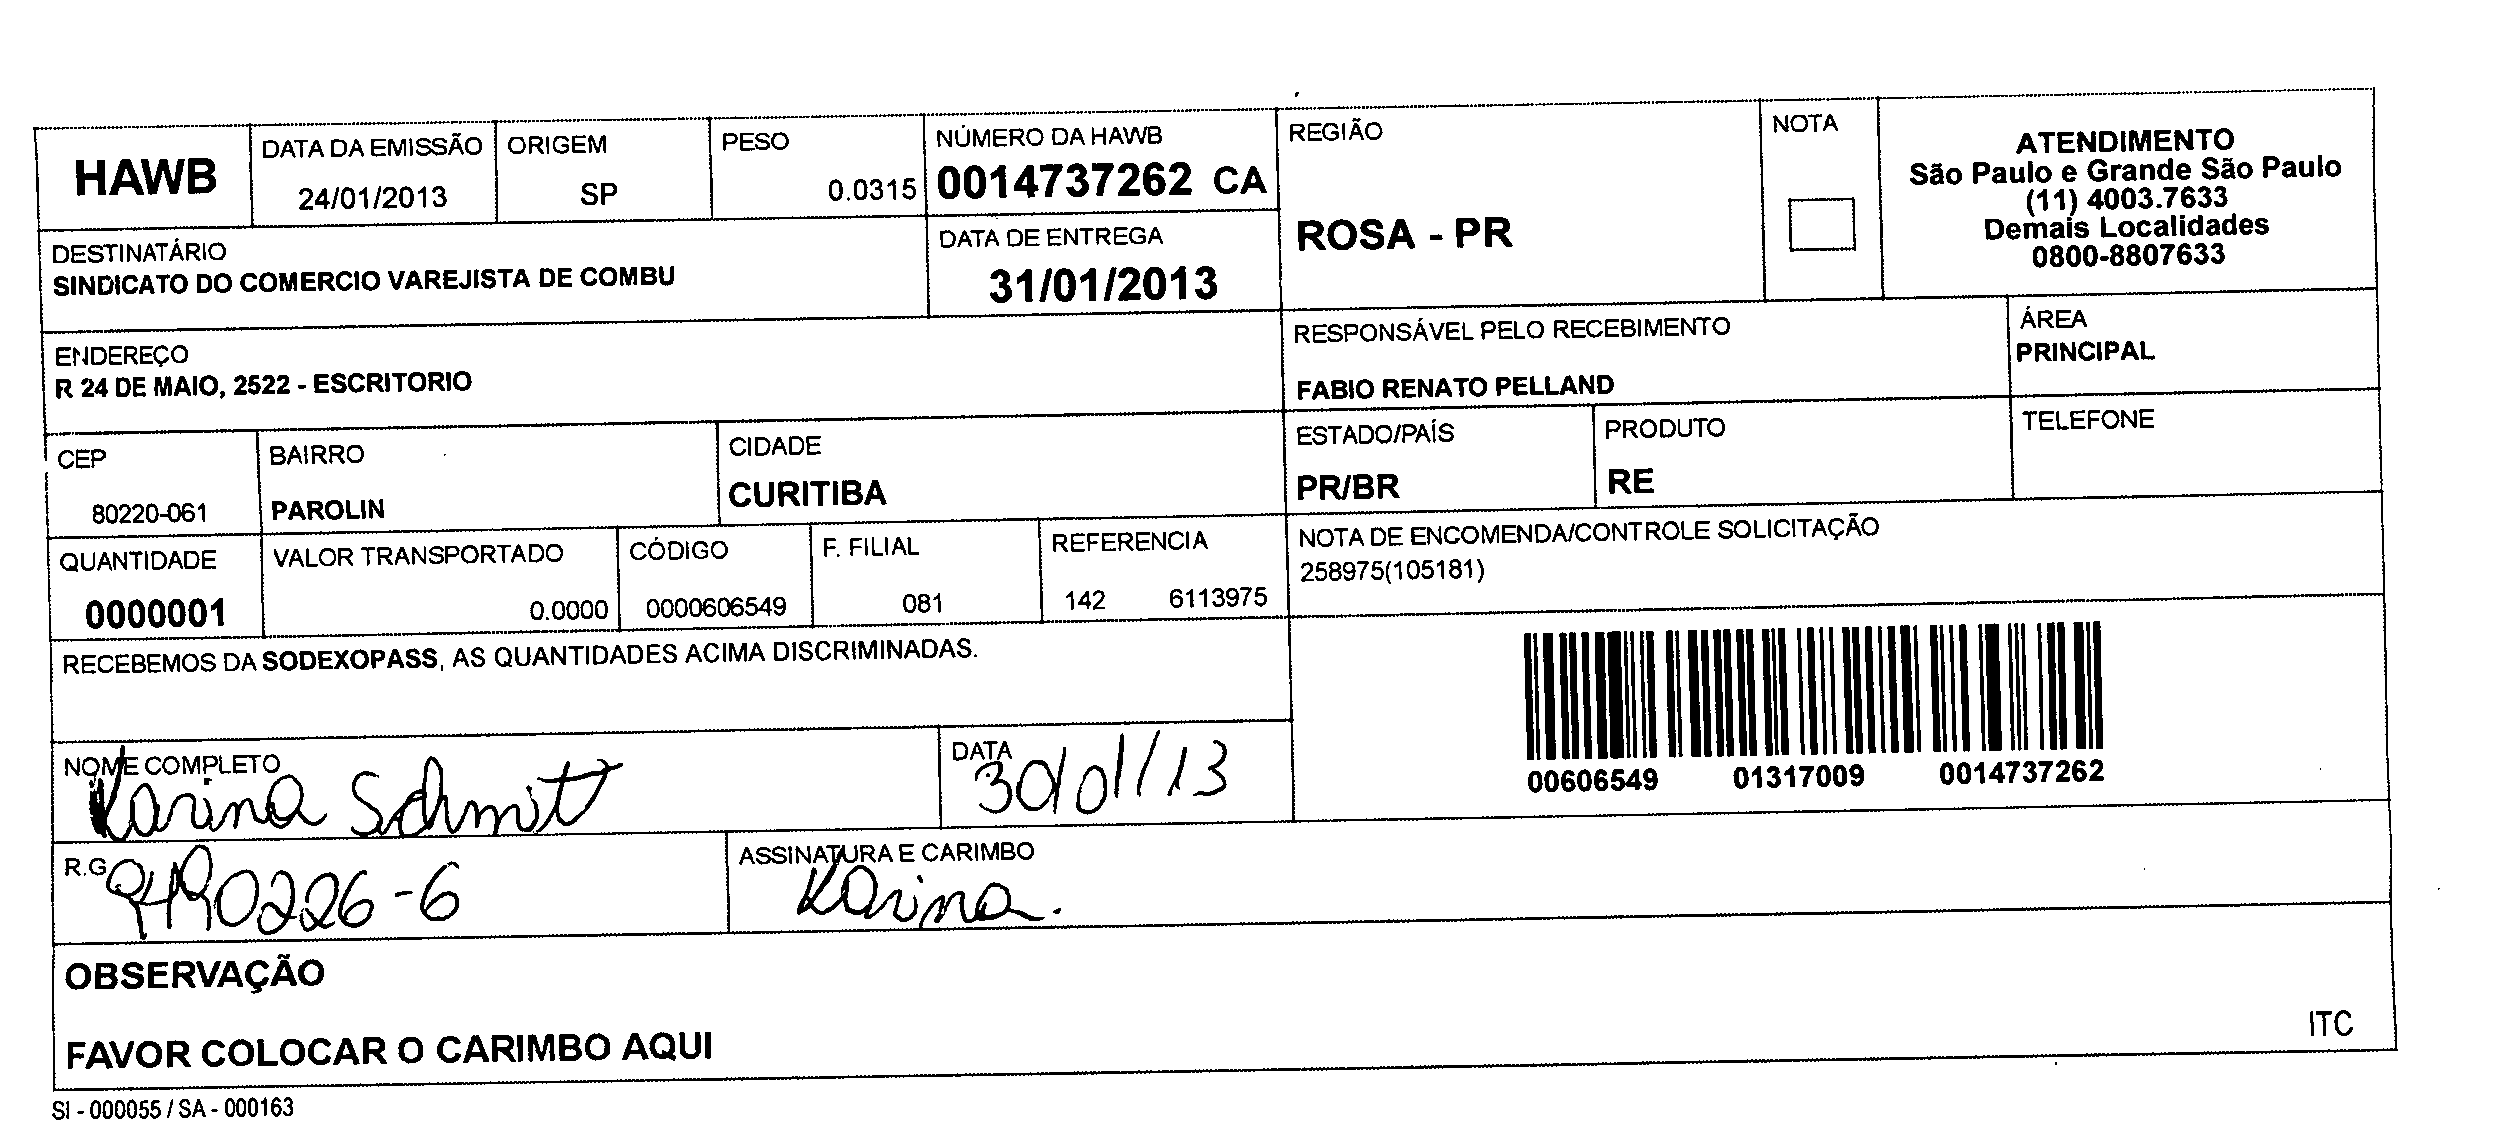 HAWB
DATA DA EMISSÃO
24/01/2013
ORIGEM
SP
PESO
0.0315
NÚMERO DA HAWB
0014737262 CA
REGIÃO
ROSA - PR
NOTA
ATENDIMENTO
São Paulo e Grande São Paulo
(11) 4003.7633
Demais Localidades
0800-8807633
DESTINATÁRIO
SINDICATO DO COMERCIO VAREJISTA DE COMBU
DATA DE ENTREGA
31/01/2013
ENDEREÇO
R 24 DE MAIO, 2522 - ESCRITORIO
RESPONSÁVEL PELO RECEBIMENTO
FABIO RENATO PELLAND
ÁREA
PRINCIPAL
CEP
80220-061
BAIRRO
PAROLIN
CIDADE
CURITIBA
ESTADO/PAÍS
PR/BR
PRODUTO
RE
TELEFONE
QUANTIDADE
0000001
VALOR TRANSPORTADO
0.0000
CÓDIGO
0000606549
F. FILIAL
081
REFERENCIA
142 6113975
NOTA DE ENCOMENDA/CONTROLE SOLICITAÇÃO
258975(105181)
RECEBEMOS DA SODEXOPASS, AS QUANTIDADES ACIMA DISCRIMINADAS.
00606549 01317009 0014737262
NOME COMPLETO
Karina Schmitt
DATA
30/01/13
R.G
ASSINATURA E CARIMBO
Karina.
OBSERVAÇÃO
FAVOR COLOCAR O CARIMBO AQUI
ITC
SI - 000055 / SA - 000163